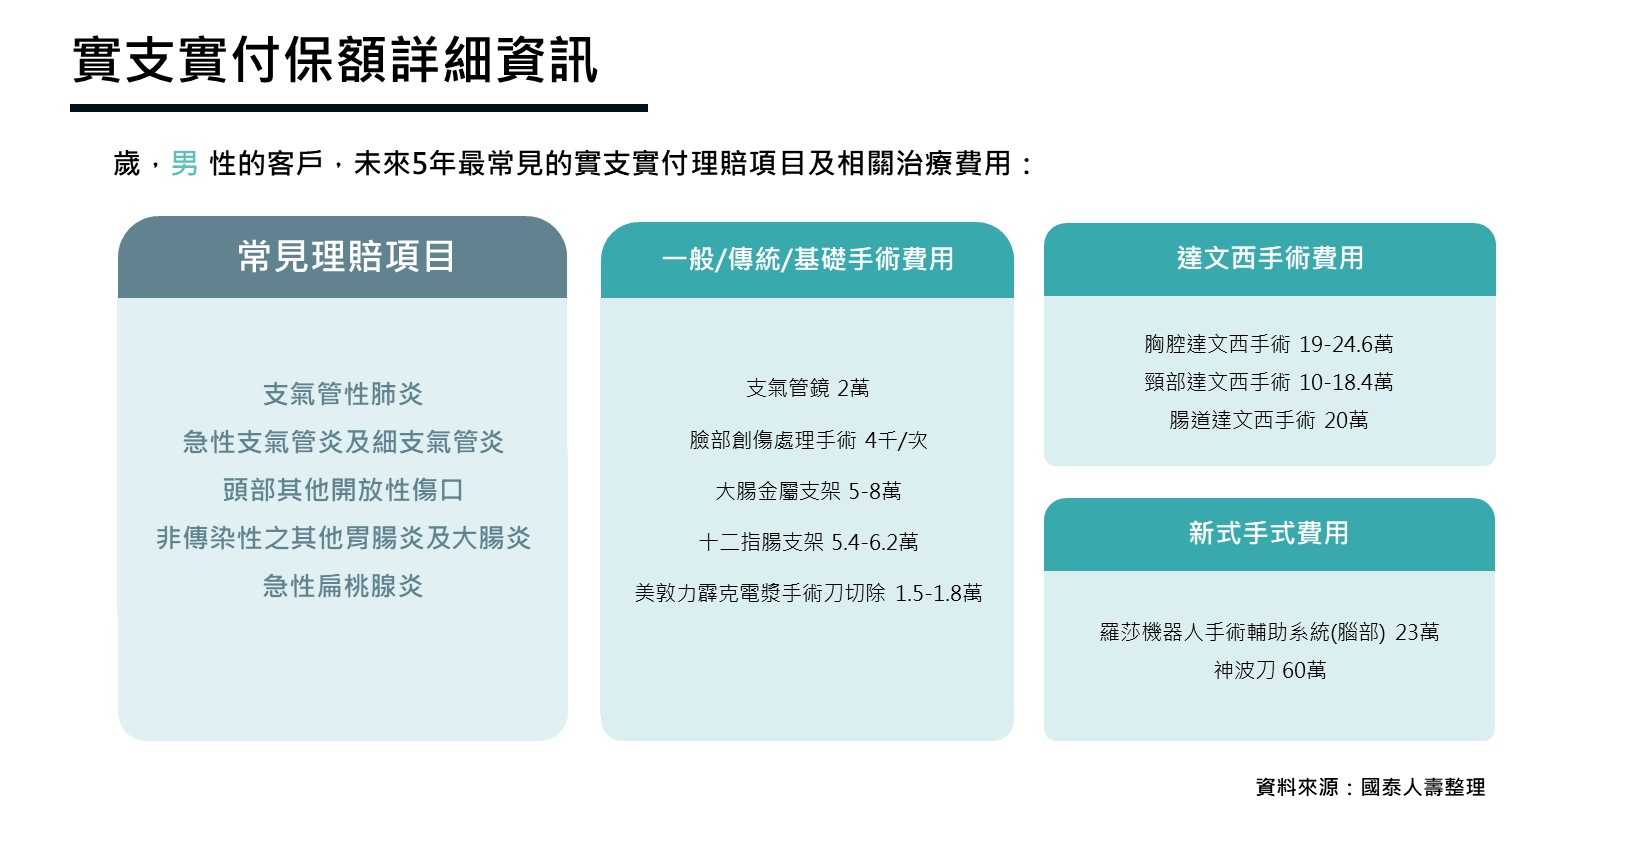 實支實付保額詳細資訊
歲，男 性的客戶，未來5年最常見的實支實付理賠項目及相關治療費用：
常見理賠項目
支氣管性肺炎
急性支氣管炎及細支氣管炎
頭部其他開放性傷口
非傳染性之其他胃腸炎及大腸炎
急性扁桃腺炎
一般/傳統/基礎手術費用
支氣管鏡 2萬
臉部創傷處理手術 4千/次
大腸金屬支架 5-8萬
十二指腸支架 5.4-6.2萬
美敦力霹克電漿手術刀切除 1.5-1.8萬
達文西手術費用
胸腔達文西手術 19-24.6萬
頸部達文西手術 10-18.4萬
腸道達文西手術 20萬
新式手式費用
羅莎機器人手術輔助系統(腦部) 23萬
神波刀 60萬
資料來源：國泰人壽整理